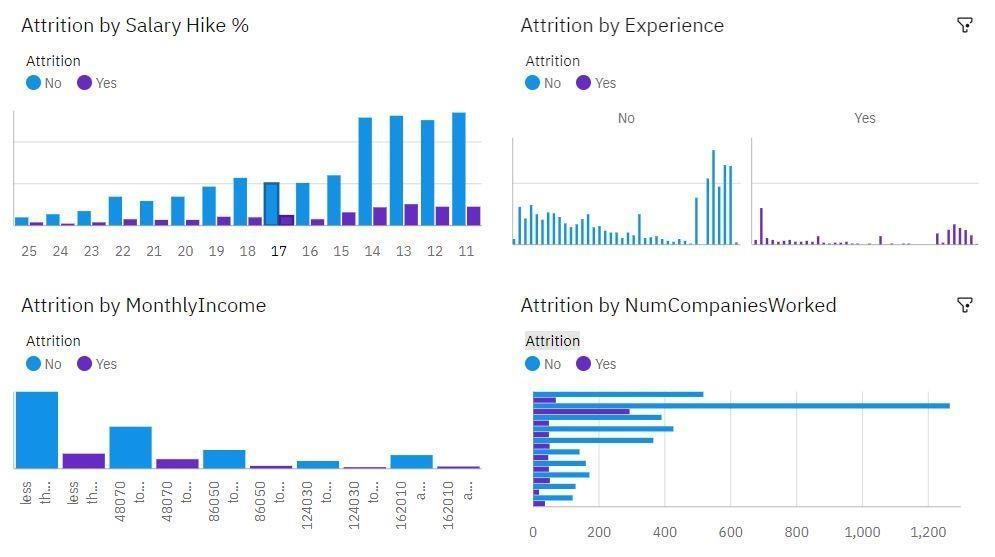 Attrition by Salary Hike %
Attrition
No Yes
25 24 23 22 21 20 19 18 17 16 15 14 13 12 11
Attrition by Experience
Attrition
No Yes
No Yes
Attrition by MonthlyIncome
Attrition
No Yes
less th... less th... 48070 to... 48070 to... 86050 to... 86050 to... 124030 to... 124030 to... 162010 a... 162010 a...
Attrition by NumCompaniesWorked
Attrition
No Yes
0 200 400 600 800 1,000 1,200